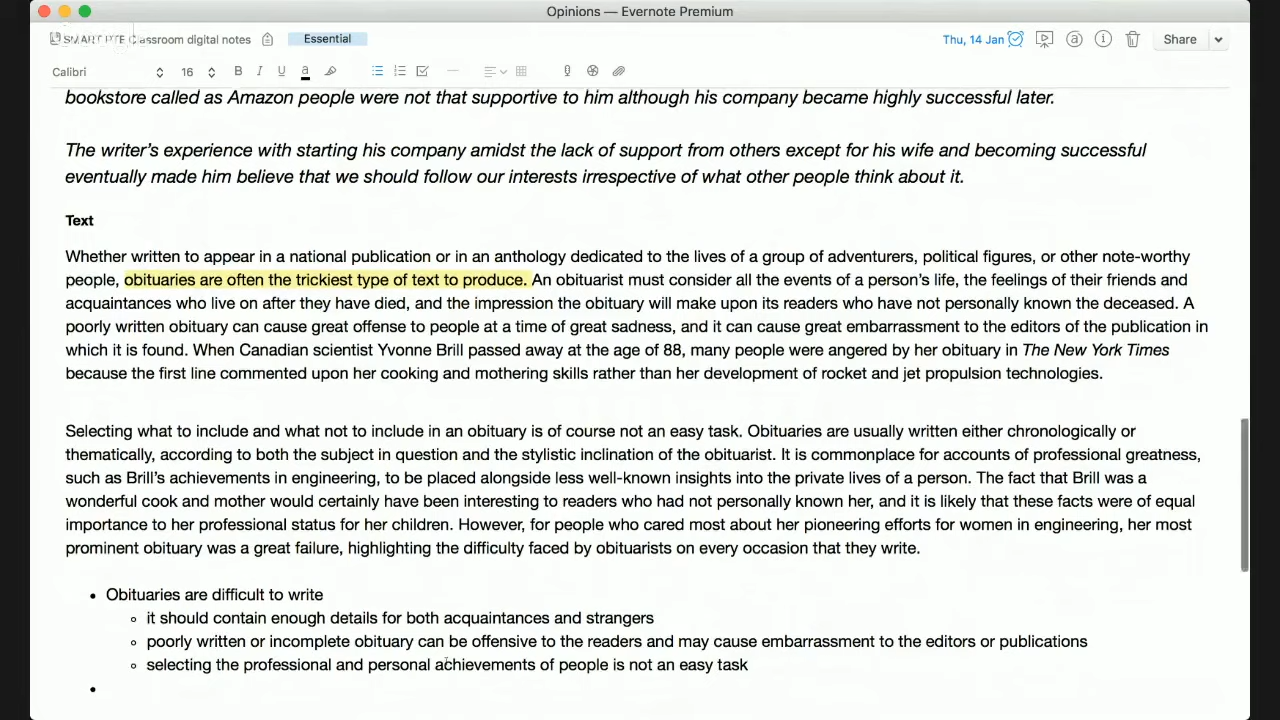 Opinions — Evernote Premium
SMART PTE Classroom digital notes
Essential
Thu, 14 Jan
Share
Calibri
16
B I U a
bookstore called as Amazon people were not that supportive to him although his company became highly successful later.
The writer's experience with starting his company amidst the lack of support from others except for his wife and becoming successful
eventually made him believe that we should follow our interests irrespective of what other people think about it.
Text
Whether written to appear in a national publication or in an anthology dedicated to the lives of a group of adventurers, political figures, or other note-worthy
people, obituaries are often the trickiest type of text to produce. An obituarist must consider all the events of a person's life, the feelings of their friends and
acquaintances who live on after they have died, and the impression the obituary will make upon its readers who have not personally known the deceased. A
poorly written obituary can cause great offense to people at a time of great sadness, and it can cause great embarrassment to the editors of the publication in
which it is found. When Canadian scientist Yvonne Brill passed away at the age of 88, many people were angered by her obituary in The New York Times
because the first line commented upon her cooking and mothering skills rather than her development of rocket and jet propulsion technologies.
Selecting what to include and what not to include in an obituary is of course not an easy task. Obituaries are usually written either chronologically or
thematically, according to both the subject in question and the stylistic inclination of the obituarist. It is commonplace for accounts of professional greatness,
such as Brill's achievements in engineering, to be placed alongside less well-known insights into the private lives of a person. The fact that Brill was a
wonderful cook and mother would certainly have been interesting to readers who had not personally known her, and it is likely that these facts were of equal
importance to her professional status for her children. However, for people who cared most about her pioneering efforts for women in engineering, her most
prominent obituary was a great failure, highlighting the difficulty faced by obituarists on every occasion that they write.
• Obituaries are difficult to write
◦ it should contain enough details for both acquaintances and strangers
◦ poorly written or incomplete obituary can be offensive to the readers and may cause embarrassment to the editors or publications
◦ selecting the professional and personal achievements of people is not an easy task
•